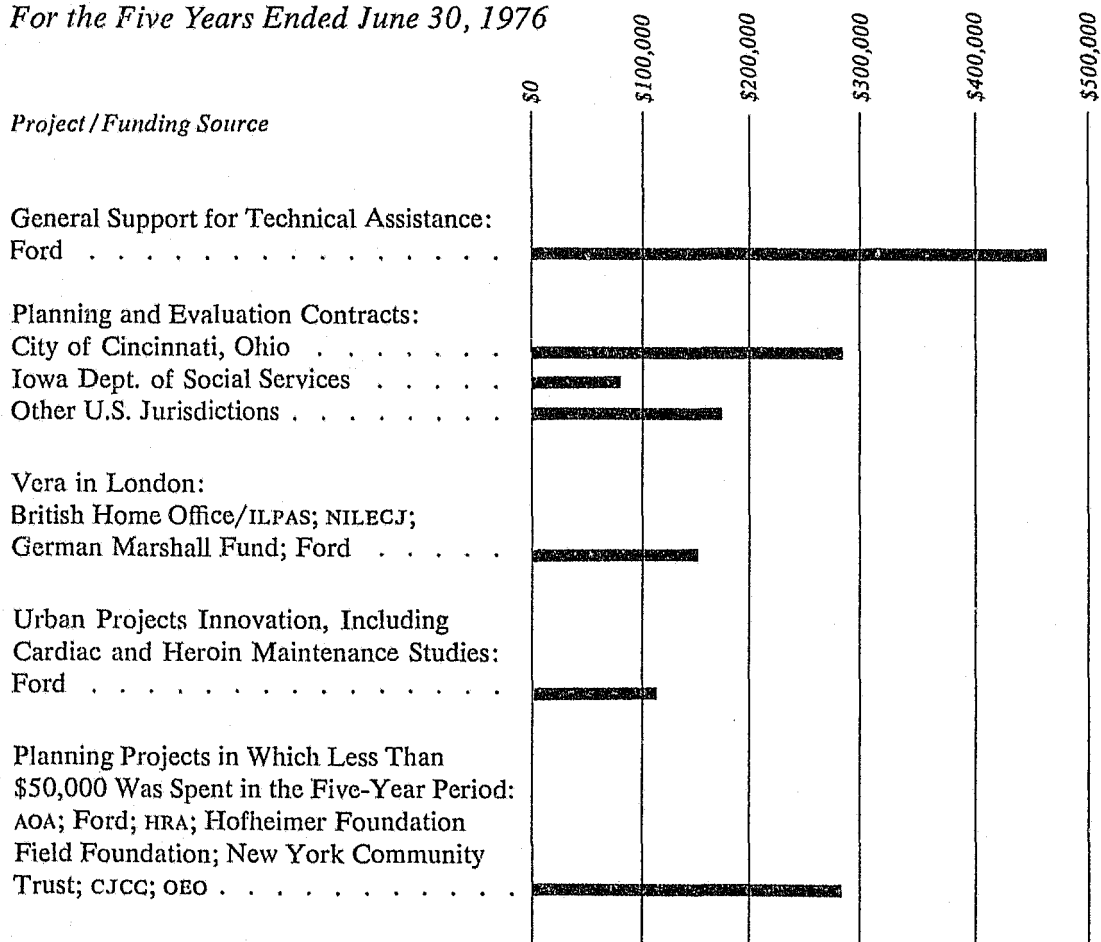 For the Five Years Ended June 30, 1976
$0 $100,000 $200,000 $300,000 $400,000 $500,000
Project/Funding Source
General Support for Technical Assistance:
Ford . . . . . . . . . . . . . . .
Planning and Evaluation Contracts:
City of Cincinnati, Ohio . . . . . . .
Iowa Dept. of Social Services . . . . .
Other U.S. Jurisdictions . . . . . . . .
Vera in London:
British Home Office/ILPAS; NILECJ;
German Marshall Fund; Ford . . . . .
Urban Projects Innovation, Including
Cardiac and Heroin Maintenance Studies:
Ford . . . . . . . . . . . . . . .
Planning Projects in Which Less Than
$50,000 Was Spent in the Five-Year Period:
AOA; Ford; HRA; Hofheimer Foundation
Field Foundation; New York Community
Trust; CJCC; OEO . . . . . . . . . . .